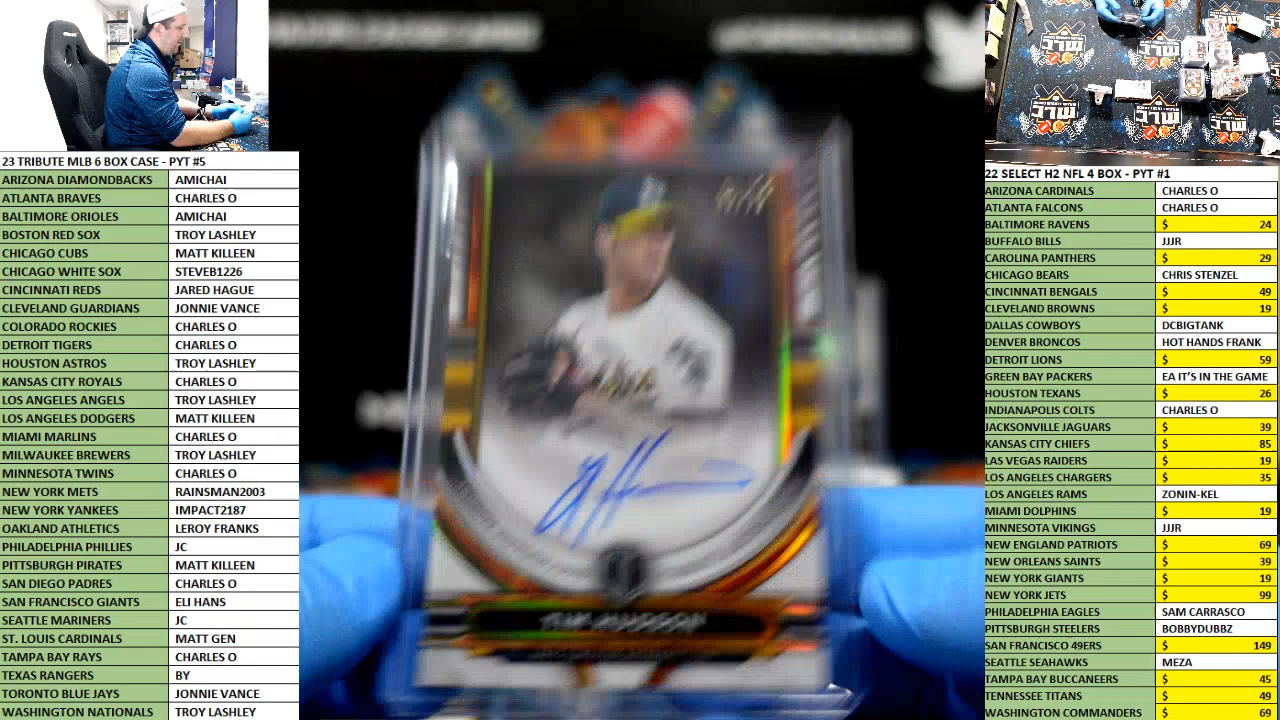 23 TRIBUTE MLB 6 BOX CASE - PYT #5
ARIZONA DIAMONDBACKS AMICHAI
ATLANTA BRAVES CHARLES O
BALTIMORE ORIOLES AMICHAI
BOSTON RED SOX TROY LASHLEY
CHICAGO CUBS MATT KILLEEN
CHICAGO WHITE SOX STEVEB1226
CINCINNATI REDS JARED HAGUE
CLEVELAND GUARDIANS JONNIE VANCE
COLORADO ROCKIES CHARLES O
DETROIT TIGERS CHARLES O
HOUSTON ASTROS TROY LASHLEY
KANSAS CITY ROYALS CHARLES O
LOS ANGELES ANGELS TROY LASHLEY
LOS ANGELES DODGERS MATT KILLEEN
MIAMI MARLINS CHARLES O
MILWAUKEE BREWERS TROY LASHLEY
MINNESOTA TWINS CHARLES O
NEW YORK METS RAINSMAN2003
NEW YORK YANKEES IMPACT2187
OAKLAND ATHLETICS LEROY FRANKS
PHILADELPHIA PHILLIES JC
PITTSBURGH PIRATES MATT KILLEEN
SAN DIEGO PADRES CHARLES O
SAN FRANCISCO GIANTS ELI HANS
SEATTLE MARINERS JC
ST. LOUIS CARDINALS MATT GEN
TAMPA BAY RAYS CHARLES O
TEXAS RANGERS BY
TORONTO BLUE JAYS JONNIE VANCE
WASHINGTON NATIONALS TROY LASHLEY
22 SELECT H2 NFL 4 BOX - PYT #1
ARIZONA CARDINALS CHARLES O
ATLANTA FALCONS CHARLES O
BALTIMORE RAVENS $ 24
BUFFALO BILLS JJJR
CAROLINA PANTHERS $ 29
CHICAGO BEARS CHRIS STENZEL
CINCINNATI BENGALS $ 49
CLEVELAND BROWNS $ 19
DALLAS COWBOYS DCBIGTANK
DENVER BRONCOS HOT HANDS FRANK
DETROIT LIONS $ 59
GREEN BAY PACKERS EA IT'S IN THE GAME
HOUSTON TEXANS $ 26
INDIANAPOLIS COLTS CHARLES O
JACKSONVILLE JAGUARS $ 39
KANSAS CITY CHIEFS $ 85
LAS VEGAS RAIDERS $ 19
LOS ANGELES CHARGERS $ 35
LOS ANGELES RAMS ZONIN-KEL
MIAMI DOLPHINS $ 19
MINNESOTA VIKINGS JJJR
NEW ENGLAND PATRIOTS $ 69
NEW ORLEANS SAINTS $ 39
NEW YORK GIANTS $ 19
NEW YORK JETS $ 99
PHILADELPHIA EAGLES SAM CARRASCO
PITTSBURGH STEELERS BOBBYDUBBZ
SAN FRANCISCO 49ERS $ 149
SEATTLE SEAHAWKS MEZA
TAMPA BAY BUCCANEERS $ 45
TENNESSEE TITANS $ 49
WASHINGTON COMMANDERS $ 69